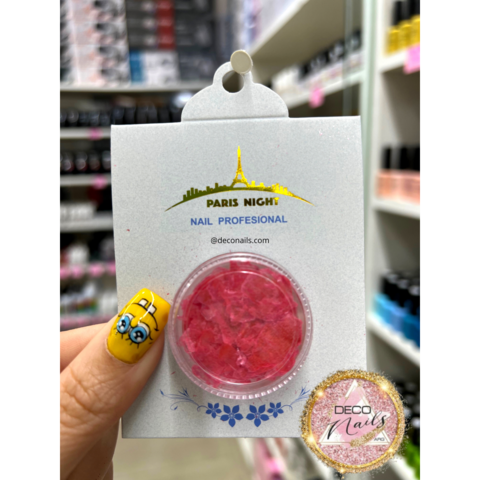 PARIS NIGHT
NAIL PROFESIONAL
@deconails.com
DECO
Nails